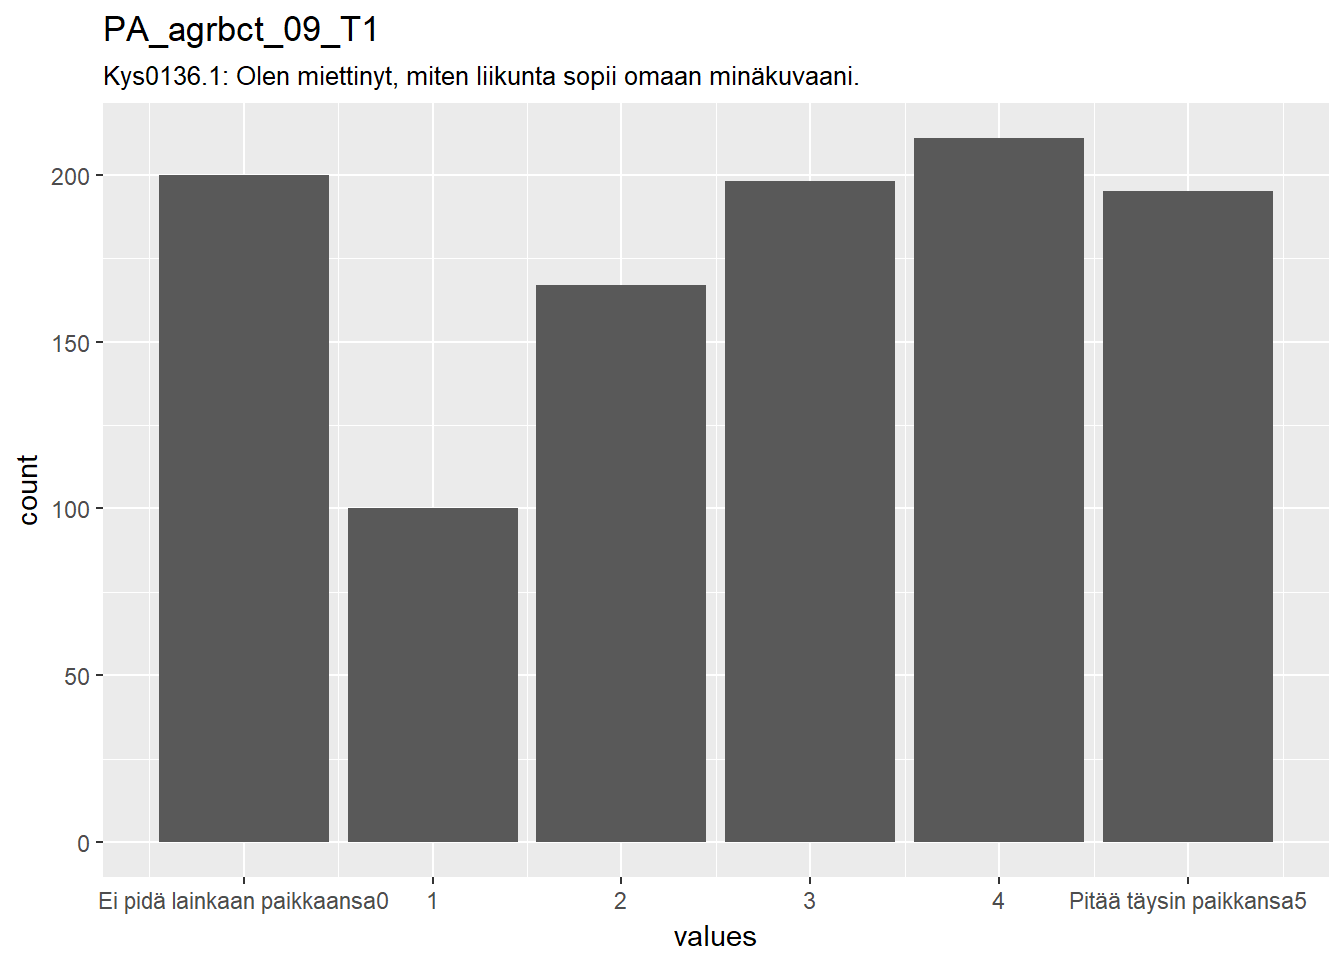 PA_agrbct_09_T1
Kys0136.1: Olen miettinyt, miten liikunta sopii omaan minäkuvaani.
count
200
150
100
50
0
Ei pidä lainkaan paikkaansa0 1 2 3 4 Pitää täysin paikkansa5
values